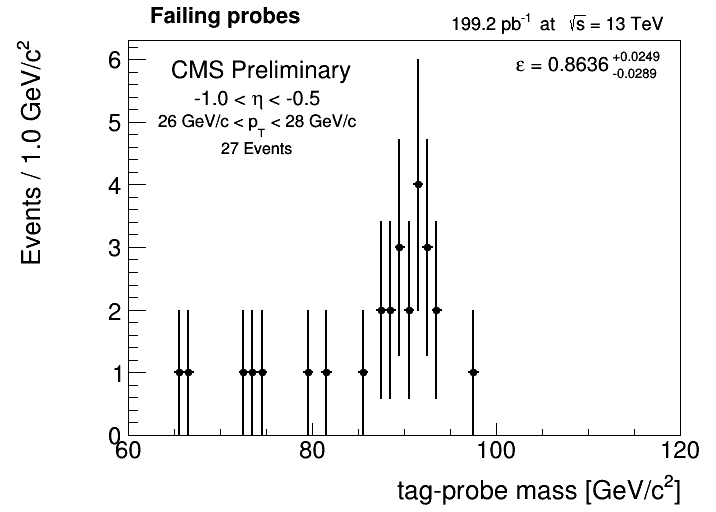 Failing probes
199.2 pb⁻¹ at √s = 13 TeV
CMS Preliminary
-1.0 < η < -0.5
26 GeV/c < p_T < 28 GeV/c
27 Events
ε = 0.8636 +0.0249 -0.0289
Events / 1.0 GeV/c²
6
5
4
3
2
1
0
60 80 100 120
tag-probe mass [GeV/c²]